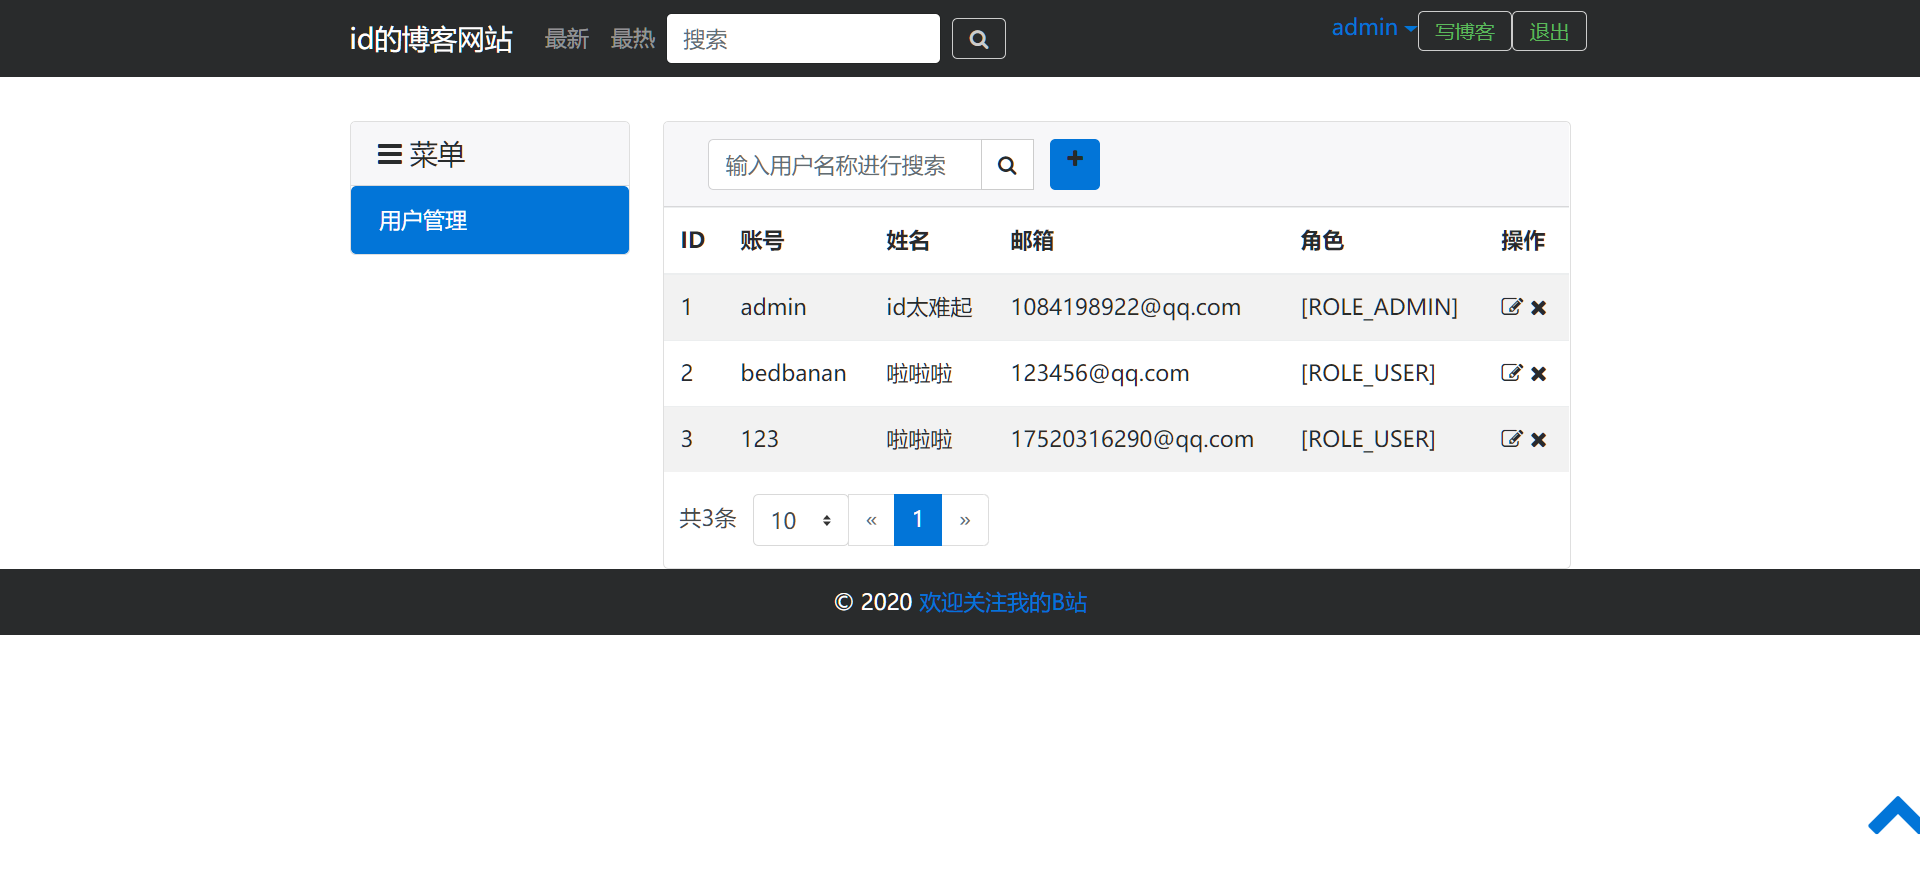 id的博客网站 最新 最热 搜索 admin 写博客 退出
菜单
用户管理
输入用户名称进行搜索
ID 账号 姓名 邮箱 角色 操作
1 admin id太难起 1084198922@qq.com [ROLE_ADMIN]
2 bedbanan 啦啦啦 123456@qq.com [ROLE_USER]
3 123 啦啦啦 17520316290@qq.com [ROLE_USER]
共3条 10 « 1 »
© 2020 欢迎关注我的B站